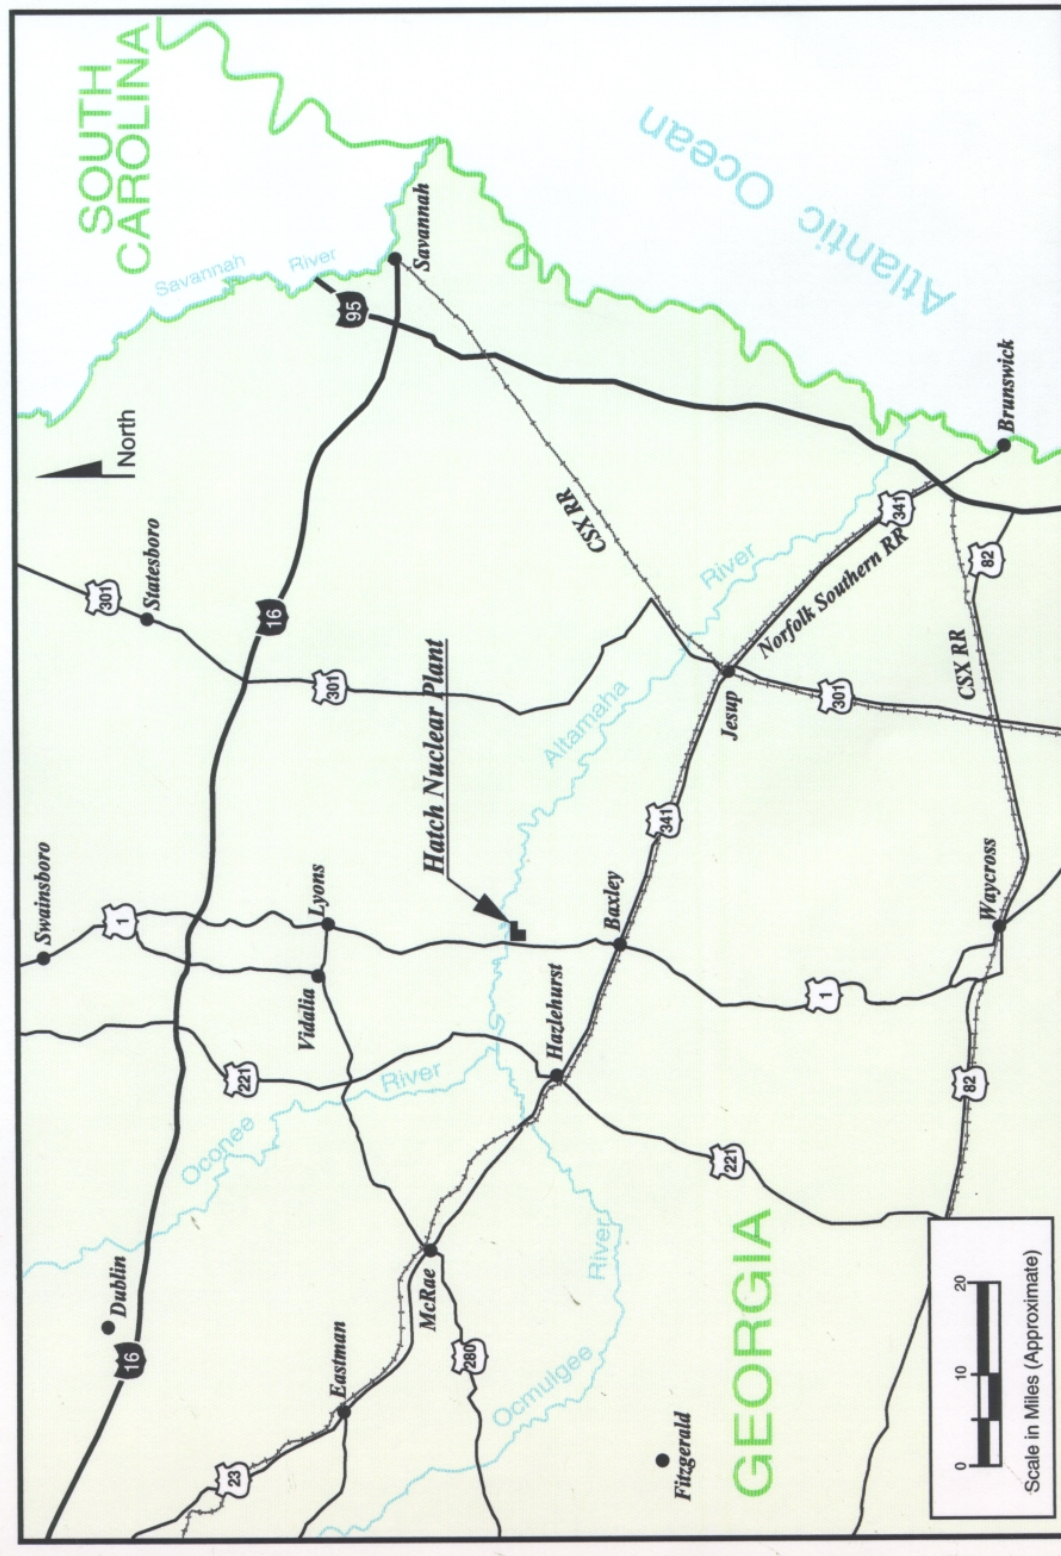 SOUTH
CAROLINA
Savannah River
Savannah
95
Atlantic Ocean
North
Brunswick
301
Statesboro
16
CSX RR
River
341
Norfolk Southern RR
82
301
Hatch Nuclear Plant
Altamaha
Jesup
301
CSX RR
341
Swainsboro
1
Lyons
Baxley
Waycross
Vidalia
Hazlehurst
1
221
River
82
Oconee
221
Dublin
16
McRae
River
GEORGIA
Eastman
280
Ocmulgee
23
Fitzgerald
0 10 20
Scale in Miles (Approximate)